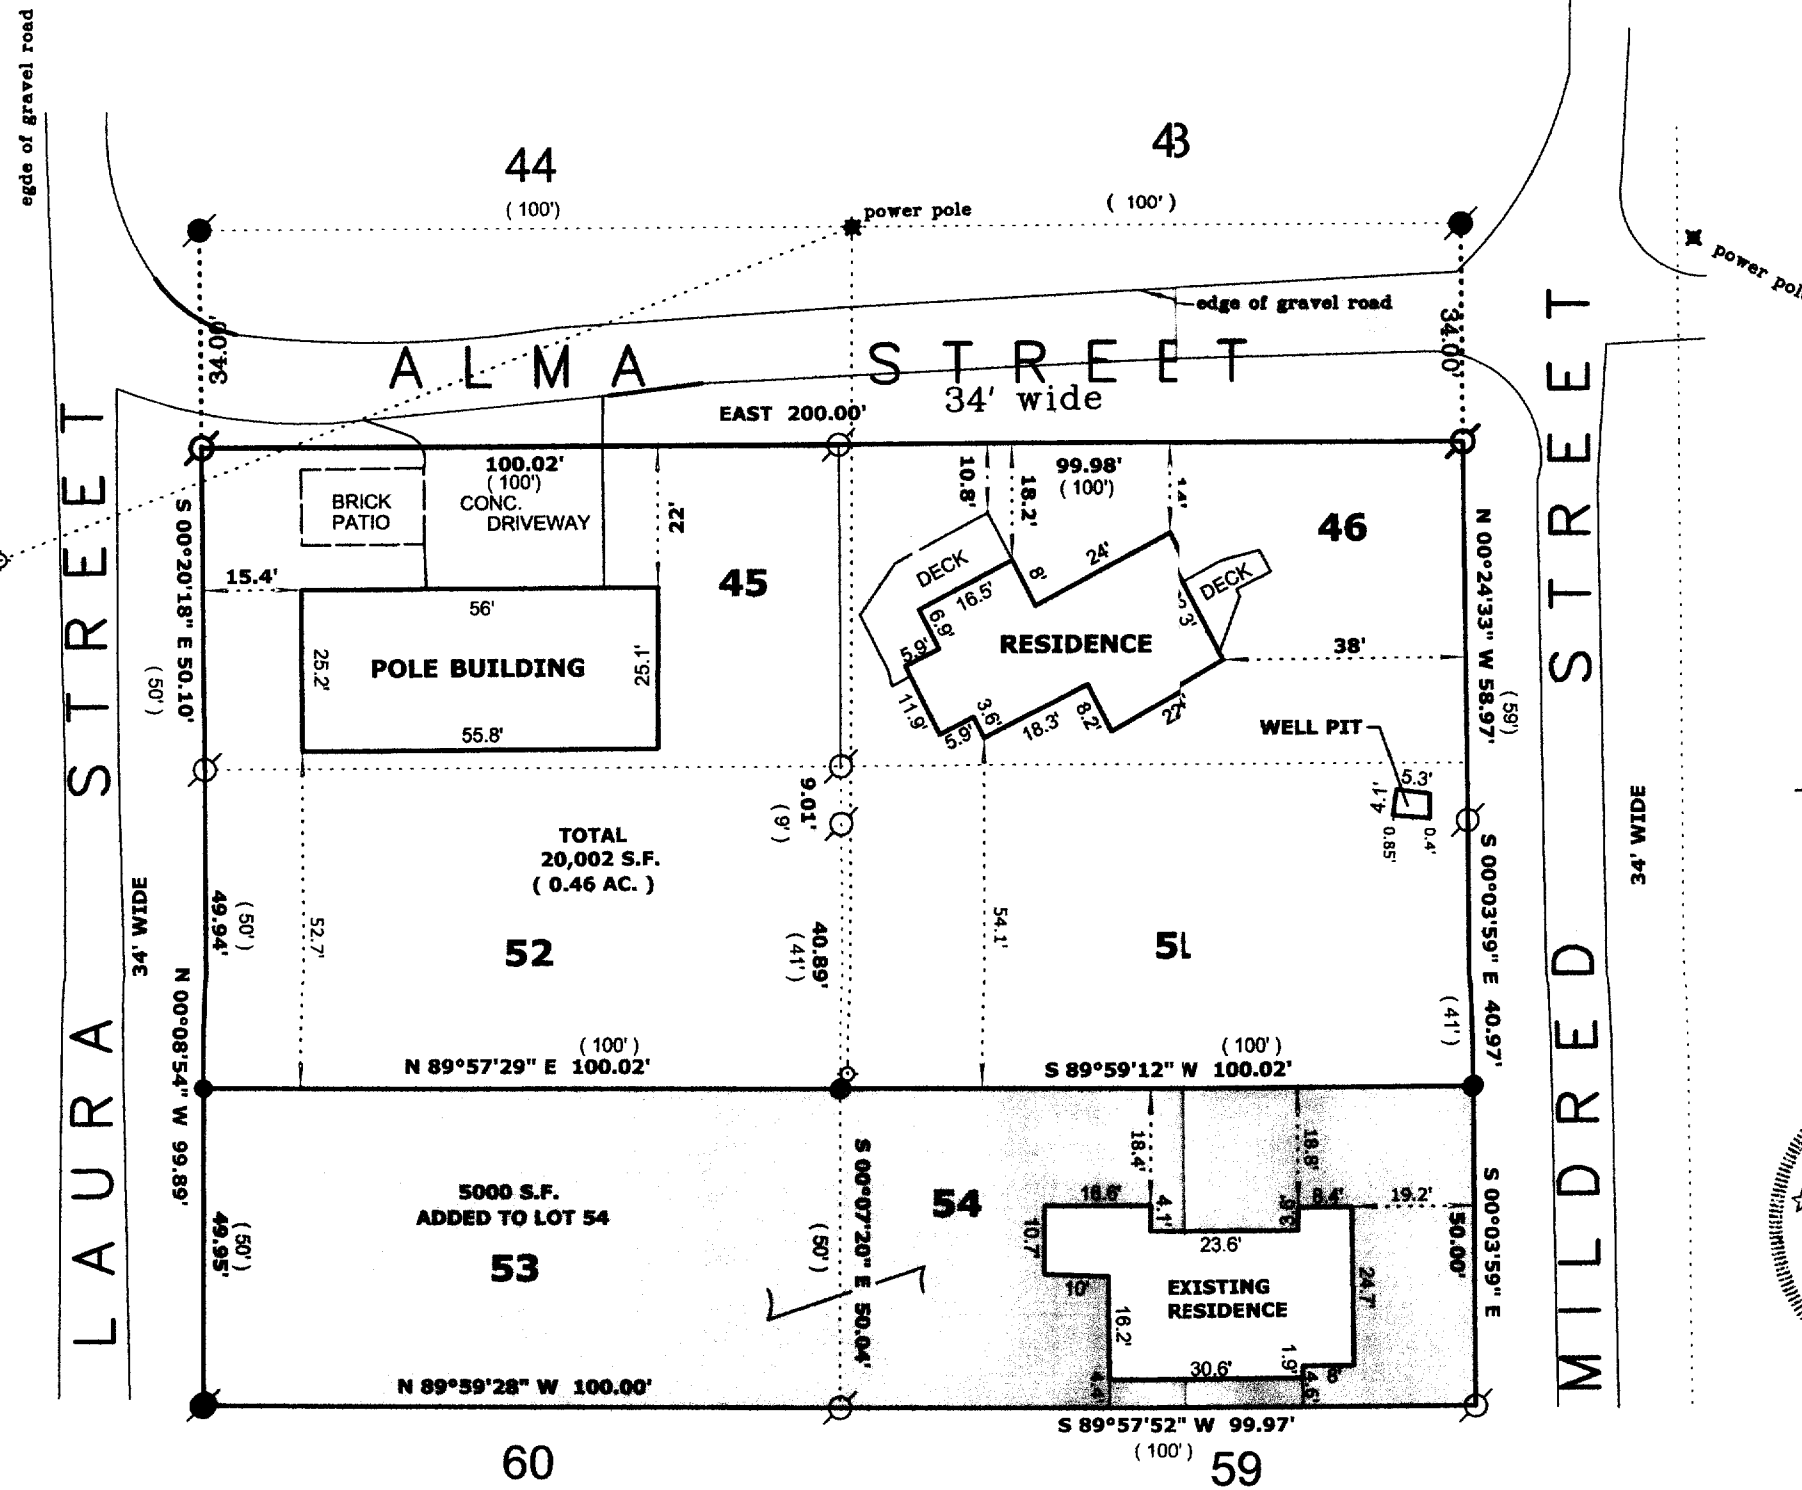 egde of gravel road
44
43
( 100')
( 100' )
power pole
power pole
edge of gravel road
34.00'
34.00'
ALMA STREET
34' wide
EAST 200.00'
100.02'
( 100')
99.98'
( 100')
BRICK
PATIO
CONC.
DRIVEWAY
22'
10.8'
18.2'
14'
46
45
15.4'
56'
25.2'
POLE BUILDING
25.1'
55.8'
DECK
16.5'
8'
24'
DECK
6.9'
5.9'
RESIDENCE
38'
11.9'
5.9'
3.6'
18.3'
8.2'
22'
S 00°20'18" E 50.10'
( 50')
N 00°24'33" W 58.97'
( 59')
WELL PIT
5.3'
4.1'
0.85'
0.4'
9.01'
( 9')
TOTAL
20,002 S.F.
( 0.46 AC. )
52
51
49.94'
( 50')
52.7'
40.89'
( 41')
54.1'
S 00°03'59" E 40.97'
( 41')
34' WIDE
34' WIDE
LAURA STREET
MILDRED STREET
( 100')
N 89°57'29" E 100.02'
( 100')
S 89°59'12" W 100.02'
N 00°08'54" W 99.89'
5000 S.F.
ADDED TO LOT 54
53
49.95'
( 50')
( 50')
S 00°07'20" E 50.04'
54
18.4'
18.8'
16.6'
4.1'
3.6'
8.4'
19.2'
10.7'
23.6'
10'
EXISTING
RESIDENCE
16.2'
24.7'
50.00'
S 00°03'59" E
30.6'
1.9'
6'
4.4'
4.6'
N 89°59'28" W 100.00'
S 89°57'52" W 99.97'
( 100')
60
59